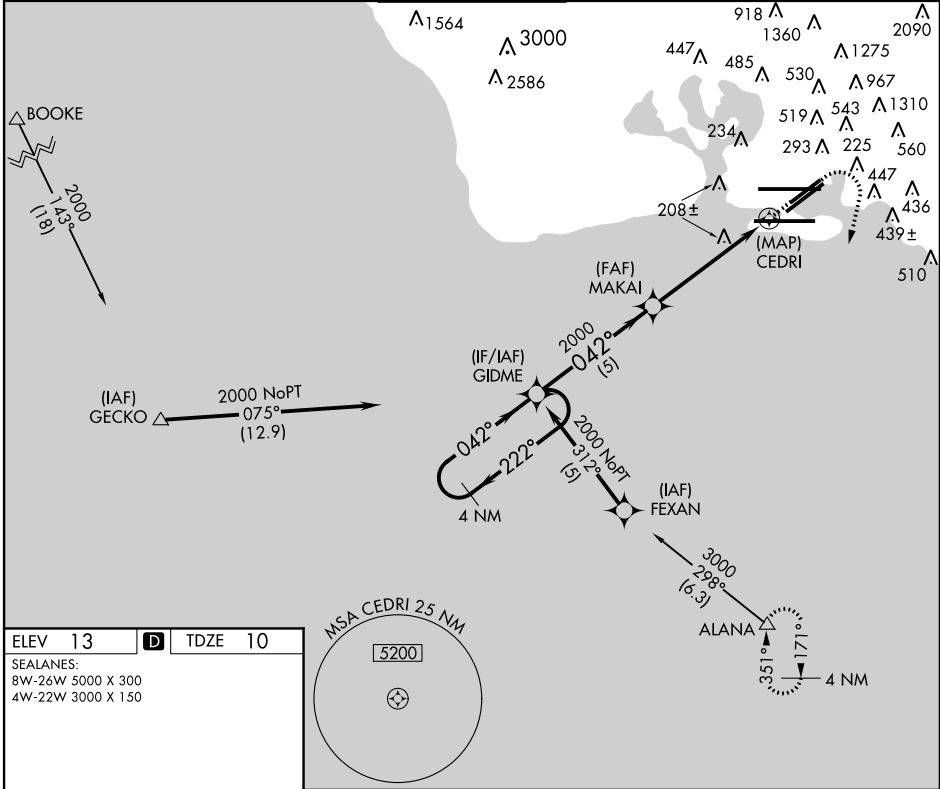 1564
3000
2586
918
1360
2090
447
485
1275
530
967
519
543
1310
234
293
225
560
447
436
208±
439±
510
BOOKE
2000
143°
(18)
(MAP)
CEDRI
(FAF)
MAKAI
2000
042°
(5)
(IF/IAF)
GIDME
(IAF)
GECKO
2000 NoPT
075°
(12.9)
042°
222°
4 NM
2000 NoPT
312°
(5)
(IAF)
FEXAN
3000
298°
(6.3)
ALANA
351°
171°
4 NM
MSA CEDRI 25 NM
5200
ELEV 13 D TDZE 10
SEALANES:
8W-26W 5000 X 300
4W-22W 3000 X 150